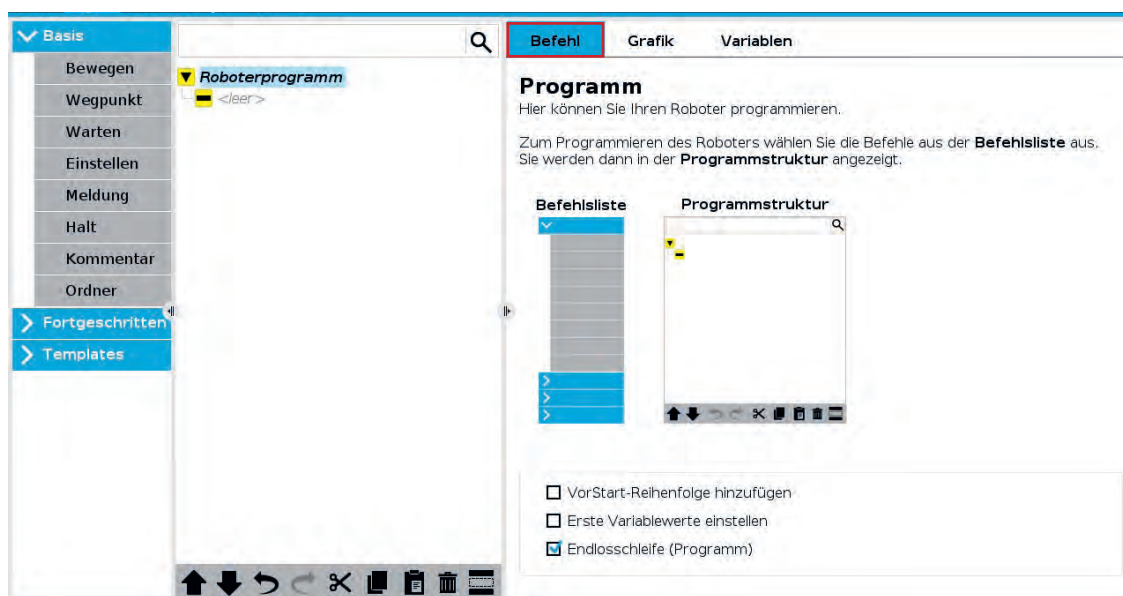 Basis
Bewegen
Wegpunkt
Warten
Einstellen
Meldung
Halt
Kommentar
Ordner
Fortgeschritten
Templates
Roboterprogramm
<leer>
Befehl Grafik Variablen
Programm
Hier können Sie Ihren Roboter programmieren.
Zum Programmieren des Roboters wählen Sie die Befehle aus der Befehlsliste aus.
Sie werden dann in der Programmstruktur angezeigt.
Befehlsliste Programmstruktur
VorStart-Reihenfolge hinzufügen
Erste Variablewerte einstellen
Endlosschleife (Programm)